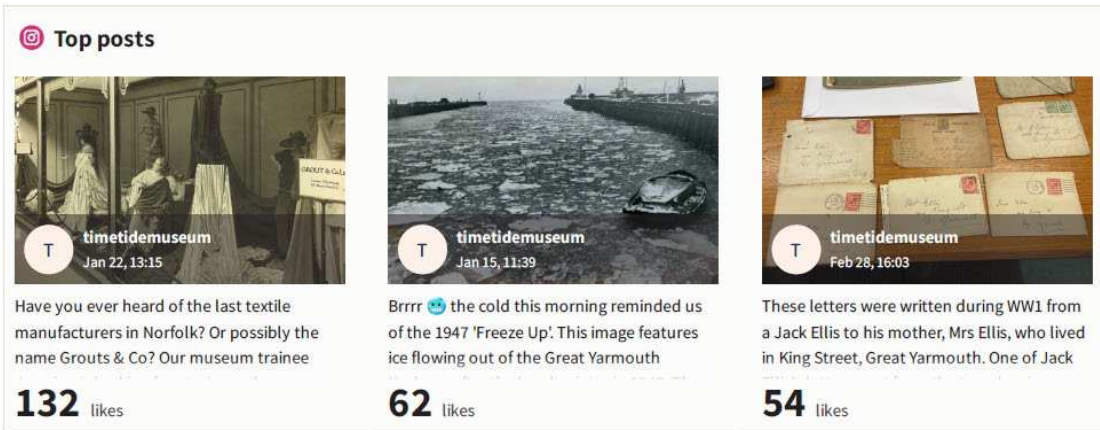 Top posts
GROUT & Co. Ld
T
timetidemuseum
Jan 22, 13:15
Have you ever heard of the last textile
manufacturers in Norfolk? Or possibly the
name Grouts & Co? Our museum trainee
132 likes
T
timetidemuseum
Jan 15, 11:39
Brrrr 🥶 the cold this morning reminded us
of the 1947 'Freeze Up'. This image features
ice flowing out of the Great Yarmouth
62 likes
T
timetidemuseum
Feb 28, 16:03
These letters were written during WW1 from
a Jack Ellis to his mother, Mrs Ellis, who lived
in King Street, Great Yarmouth. One of Jack
54 likes